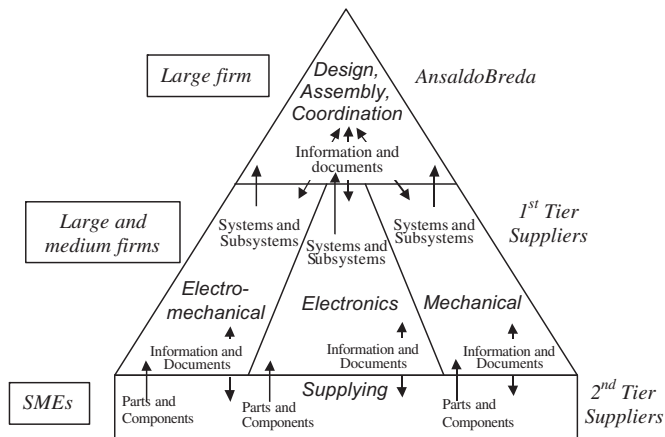 Large firm
Design,
Assembly,
Coordination
AnsaldoBreda
Information and
documents
Large and
medium firms
Systems and
Subsystems
Systems and
Subsystems
Systems and
Subsystems
1st Tier
Suppliers
Electro-
mechanical
Electronics
Mechanical
Information and
Documents
Information and
Documents
Information and
Documents
SMEs
Parts and
Components
Supplying
Parts and
Components
Parts and
Components
2nd Tier
Suppliers